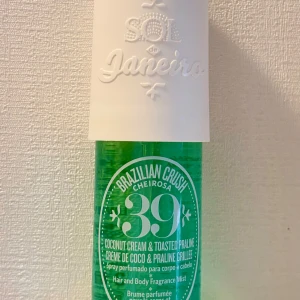 SOL
de
Janeiro
BRAZILIAN CRUSH
CHEIROSA
39
COCONUT CREAM & TOASTED PRALINE
CRÈME DE COCO & PRALINE GRILLÉE
Spray perfumado para corpo e cabelo
Hair and Body Fragrance Mist
Brume parfumée